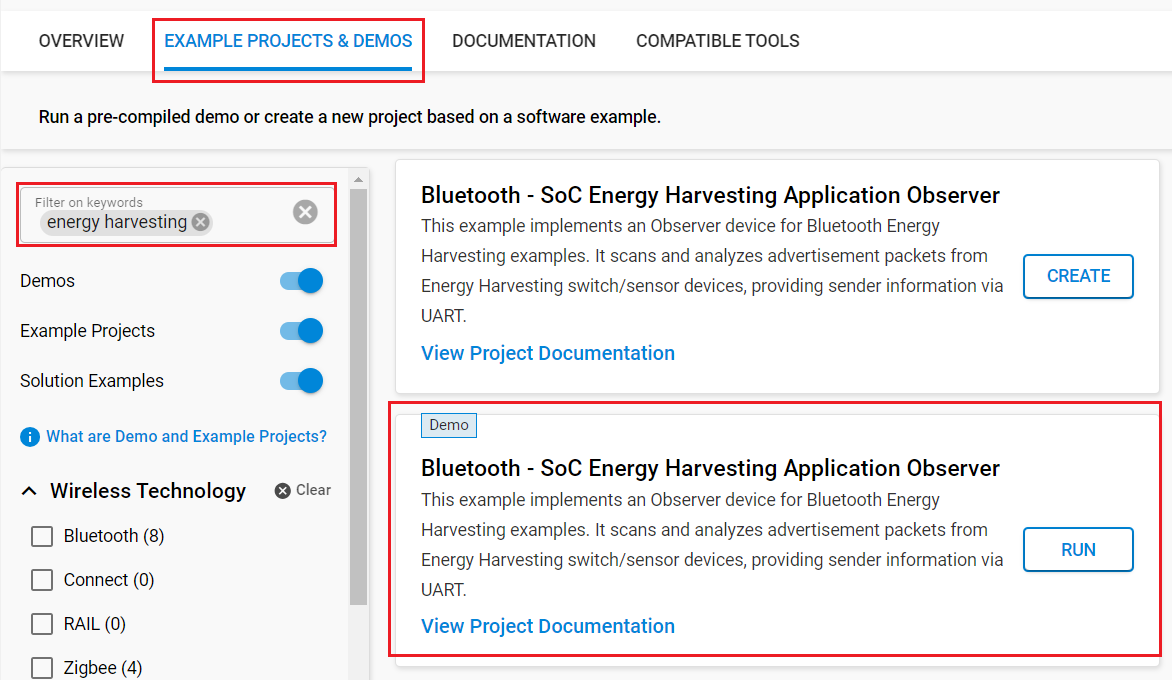 OVERVIEW EXAMPLE PROJECTS & DEMOS DOCUMENTATION COMPATIBLE TOOLS
Run a pre-compiled demo or create a new project based on a software example.
Filter on keywords
energy harvesting
Demos
Example Projects
Solution Examples
What are Demo and Example Projects?
Wireless Technology Clear
Bluetooth (8)
Connect (0)
RAIL (0)
Zigbee (4)
Bluetooth - SoC Energy Harvesting Application Observer
This example implements an Observer device for Bluetooth Energy
Harvesting examples. It scans and analyzes advertisement packets from
Energy Harvesting switch/sensor devices, providing sender information via
UART.
CREATE
View Project Documentation
Demo
Bluetooth - SoC Energy Harvesting Application Observer
This example implements an Observer device for Bluetooth Energy
Harvesting examples. It scans and analyzes advertisement packets from
Energy Harvesting switch/sensor devices, providing sender information via
UART.
RUN
View Project Documentation